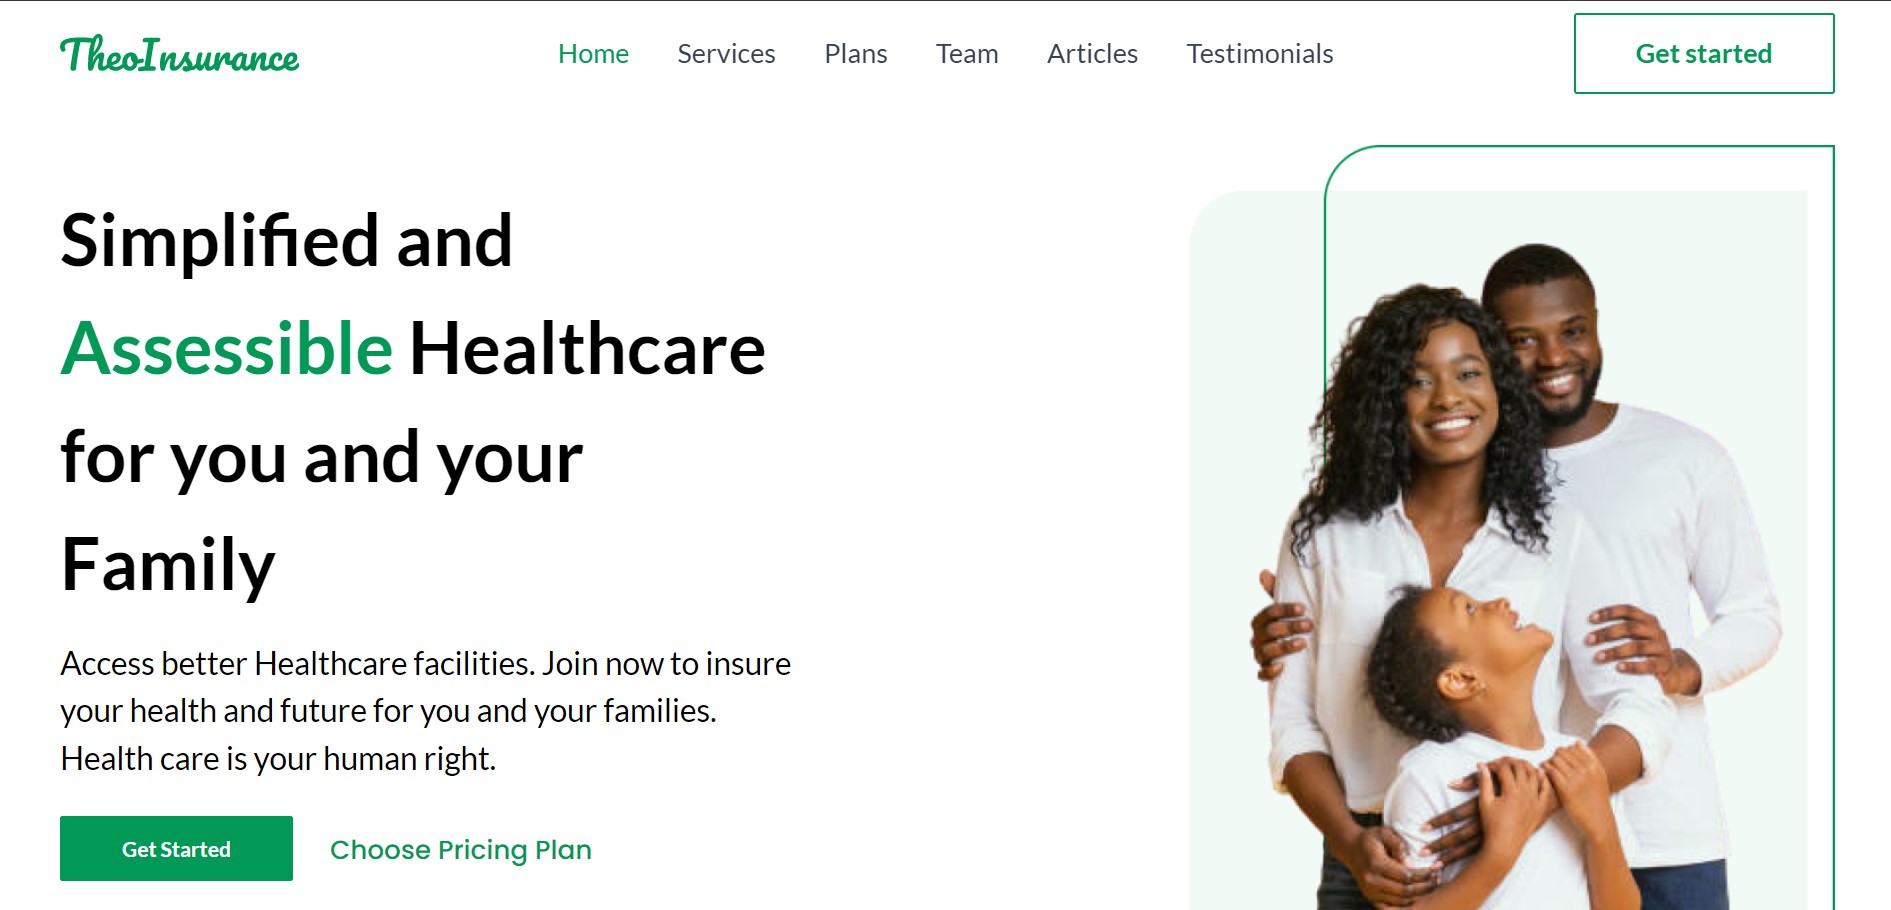 TheoInsurance
Home Services Plans Team Articles Testimonials
Get started
Simplified and
Assessible Healthcare
for you and your
Family
Access better Healthcare facilities. Join now to insure
your health and future for you and your families.
Health care is your human right.
Get Started
Choose Pricing Plan